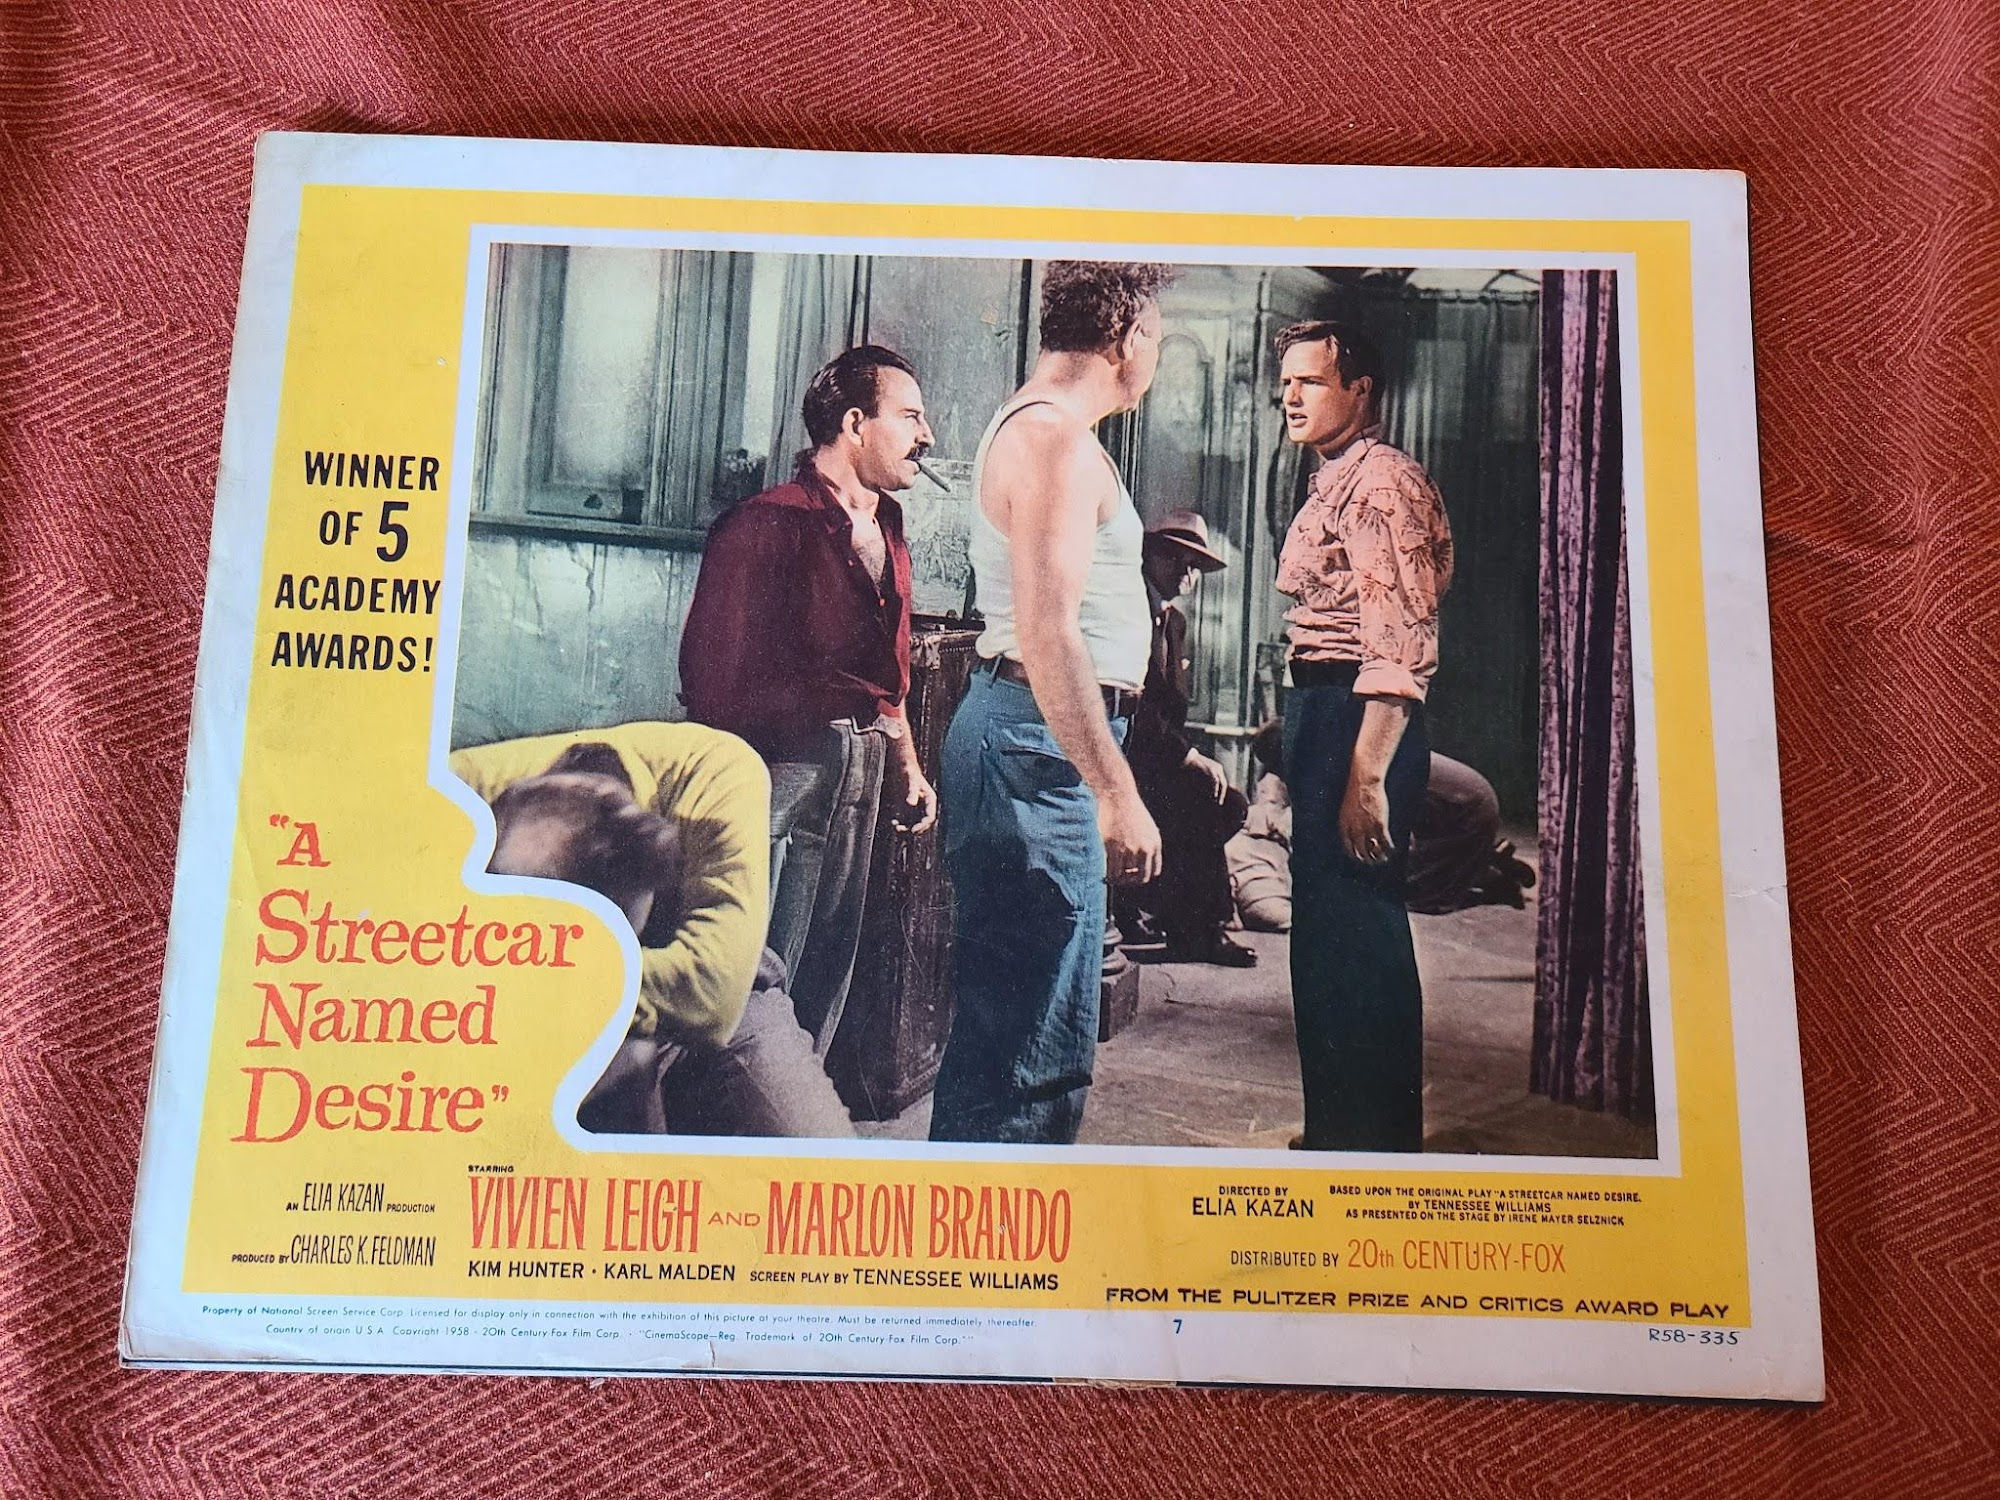 WINNER
OF 5
ACADEMY
AWARDS!
"A
Streetcar
Named
Desire"
AN ELIA KAZAN PRODUCTION
PRODUCED BY CHARLES K. FELDMAN
STARRING
VIVIEN LEIGH AND MARLON BRANDO
KIM HUNTER · KARL MALDEN SCREEN PLAY BY TENNESSEE WILLIAMS
DIRECTED BY
ELIA KAZAN
BASED UPON THE ORIGINAL PLAY "A STREETCAR NAMED DESIRE.
BY TENNESSEE WILLIAMS
AS PRESENTED ON THE STAGE BY IRENE MAYER SELZNICK
DISTRIBUTED BY 20th CENTURY-FOX
FROM THE PULITZER PRIZE AND CRITICS AWARD PLAY
Property of National Screen Service Corp. Licensed for display only in connection with the exhibition of this picture at your theatre. Must be returned immediately thereafter.
Country of origin U S A Copyright 1958 - 20th Century Fox Film Corp. · "CinemaScope—Reg. Trademark of 20th Century Fox Film Corp."
7
R58-335